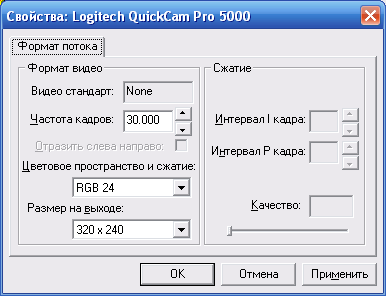 Свойства: Logitech QuickCam Pro 5000
Формат потока
Формат видео
Видео стандарт: None
Частота кадров: 30.000
Отразить слева направо:
Цветовое пространство и сжатие:
RGB 24
Размер на выходе:
320 x 240
Сжатие
Интервал I кадра:
Интервал P кадра:
Качество:
OK Отмена Применить